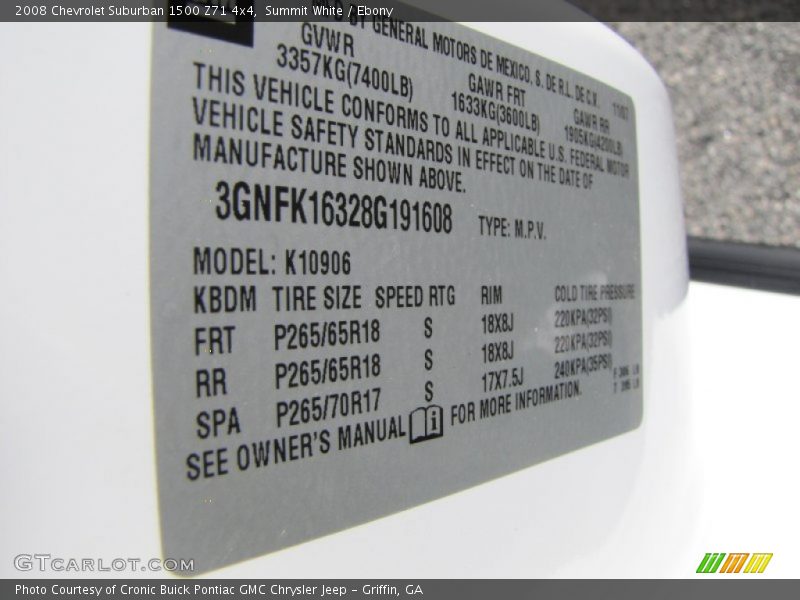 2008 Chevrolet Suburban 1500 Z71 4x4, Summit White / Ebony
BY GENERAL MOTORS DE MEXICO, S. DE R.L. DE C.V. 11/07
GVWR GAWR FRT GAWR RR
3357KG(7400LB) 1633KG(3600LB) 1905KG(4200LB)
THIS VEHICLE CONFORMS TO ALL APPLICABLE U.S. FEDERAL MOTOR
VEHICLE SAFETY STANDARDS IN EFFECT ON THE DATE OF
MANUFACTURE SHOWN ABOVE.
3GNFK16328G191608 TYPE: M.P.V.
MODEL: K10906
KBDM TIRE SIZE SPEED RTG RIM COLD TIRE PRESSURE
FRT P265/65R18 S 18X8J 220KPA(32PSI)
RR P265/65R18 S 18X8J 220KPA(32PSI)
SPA P265/70R17 S 17X7.5J 240KPA(35PSI)
SEE OWNER'S MANUAL i FOR MORE INFORMATION.
GTCarLot.com
Photo Courtesy of Cronic Buick Pontiac GMC Chrysler Jeep - Griffin, GA